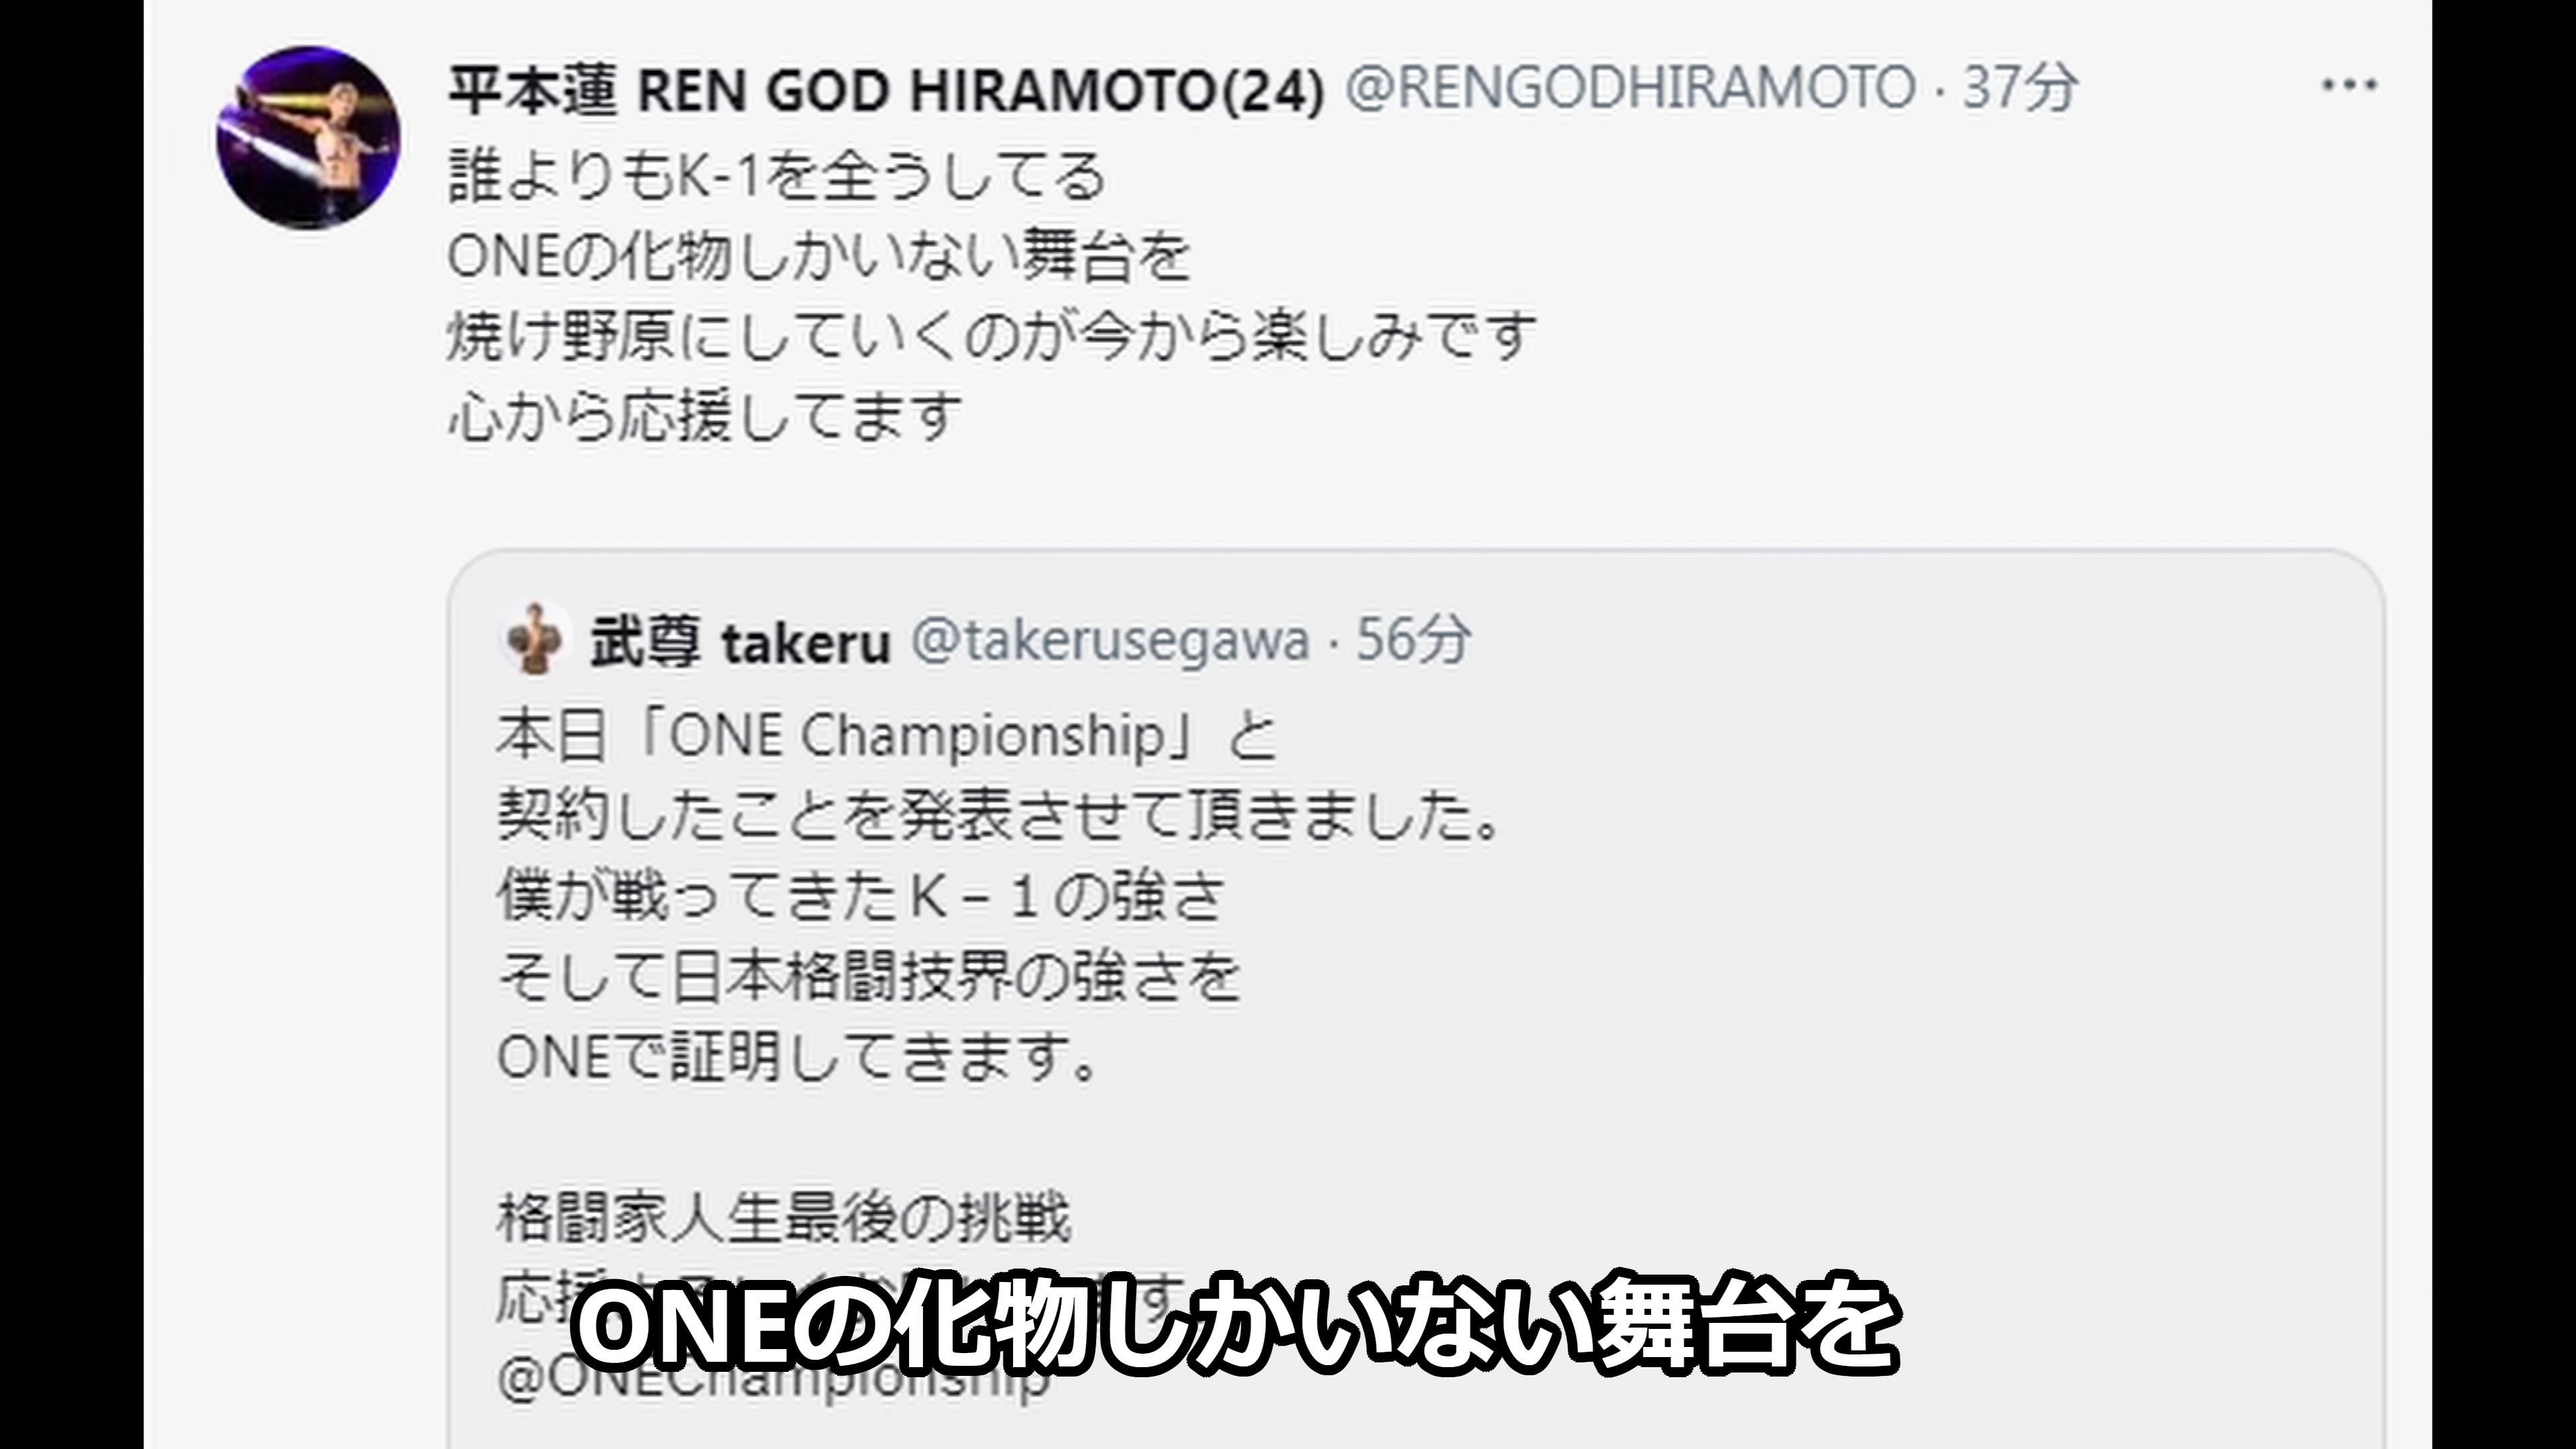 平本蓮 REN GOD HIRAMOTO(24) @RENGODHIRAMOTO · 37分
誰よりもK-1を全うしてる
ONEの化物しかいない舞台を
焼け野原にしていくのが今から楽しみです
心から応援してます
武尊 takeru @takerusegawa · 56分
本日「ONE Championship」と
契約したことを発表させて頂きました。
僕が戦ってきたK－１の強さ
そして日本格闘技界の強さを
ONEで証明してきます。
格闘家人生最後の挑戦
応援
ONEの化物しかいない舞台を
@ONEChampionship